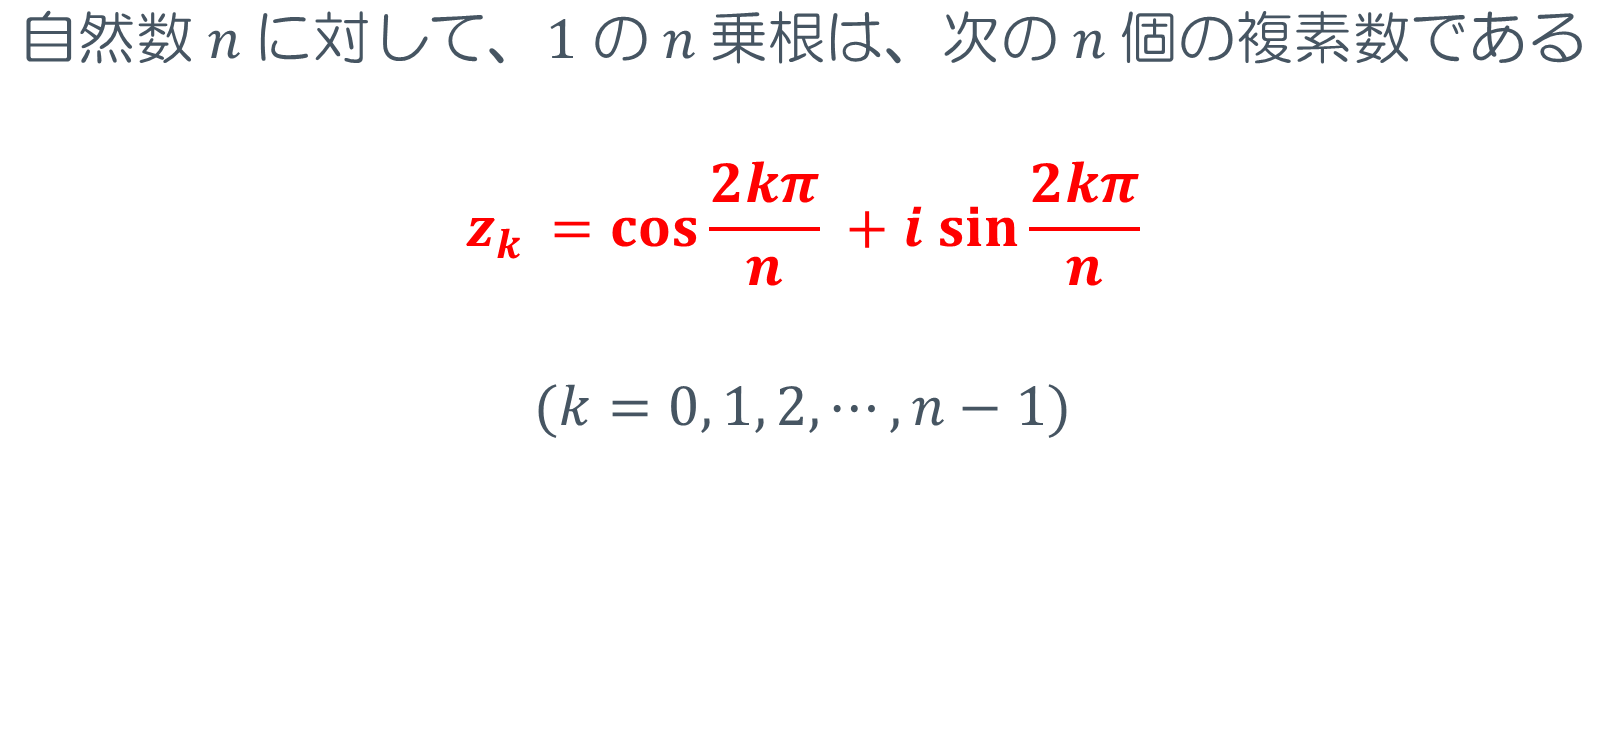 自然数 n に対して、1 の n 乗根は、次の n 個の複素数である
z_k = cos 2kπ/n + i sin 2kπ/n
(k = 0, 1, 2, ⋯ , n − 1)